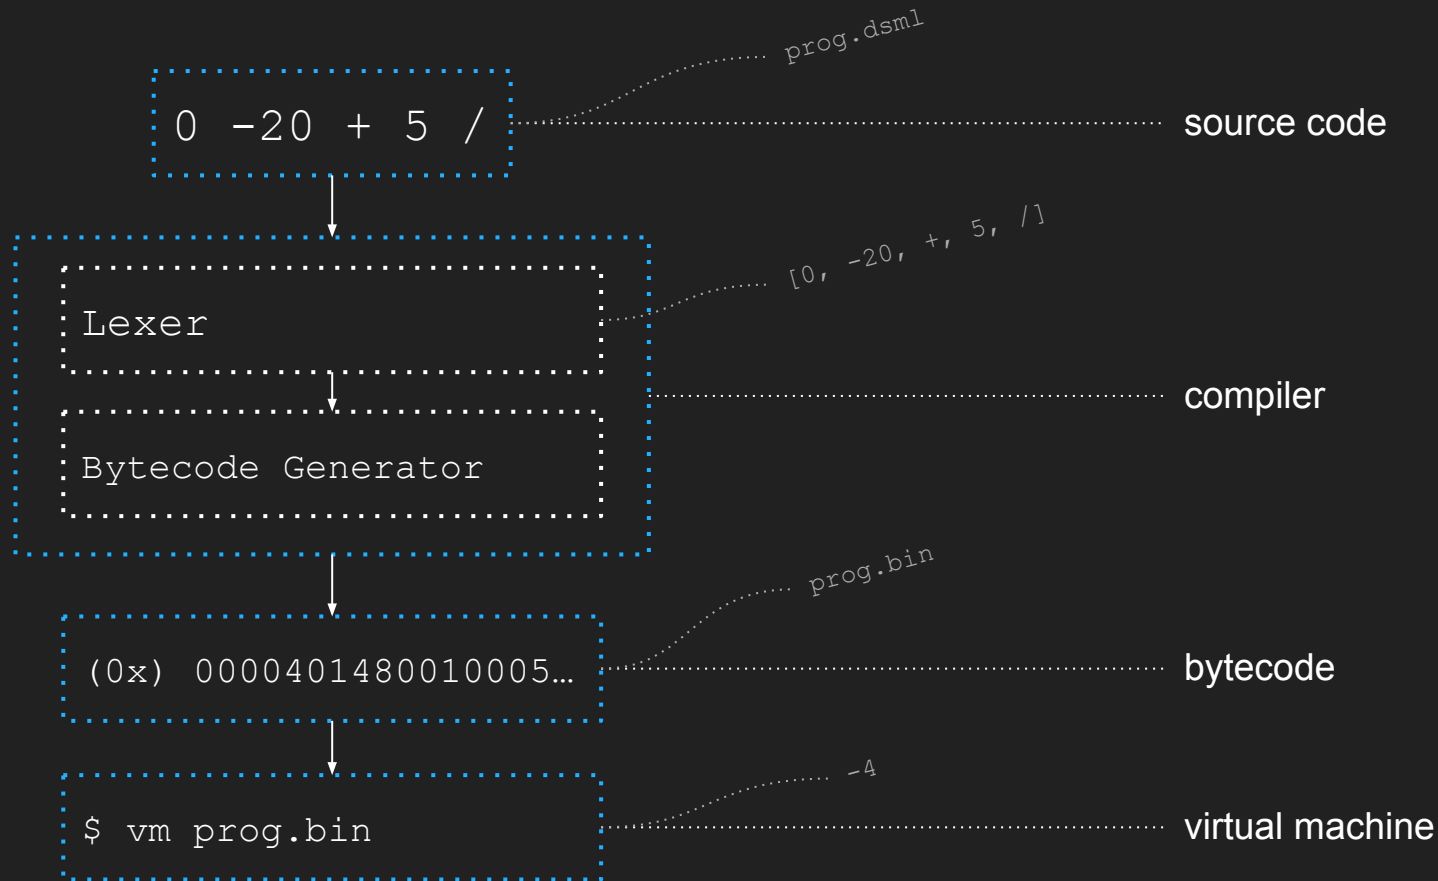 prog.dsml
0 -20 + 5 /
source code
[0, -20, +, 5, /]
Lexer
compiler
Bytecode Generator
prog.bin
(0x) 0000401480010005…
bytecode
-4
$ vm prog.bin
virtual machine